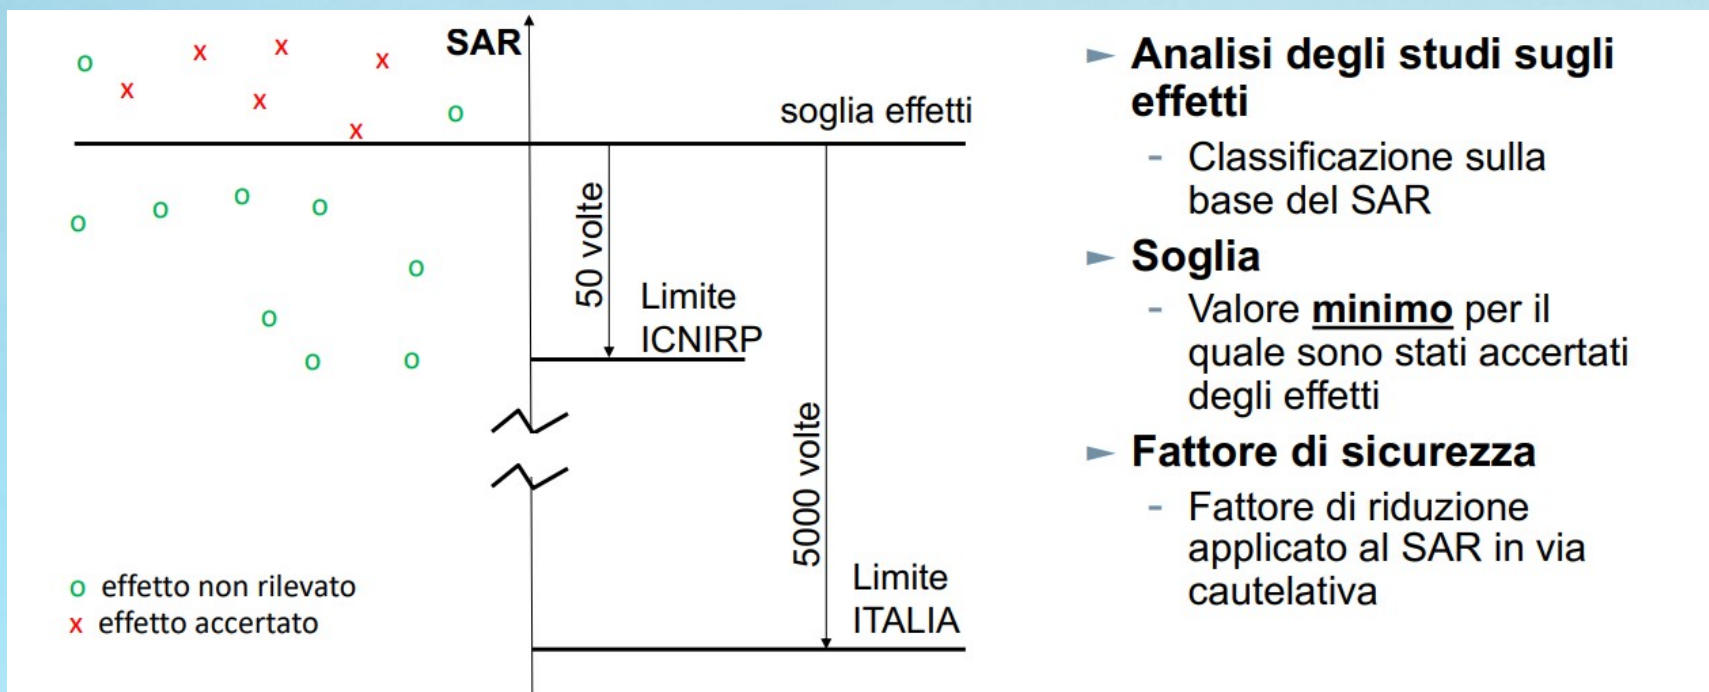 SAR
soglia effetti
50 volte
Limite
ICNIRP
5000 volte
Limite
ITALIA
o effetto non rilevato
x effetto accertato
► Analisi degli studi sugli
effetti
- Classificazione sulla
base del SAR
► Soglia
- Valore minimo per il
quale sono stati accertati
degli effetti
► Fattore di sicurezza
- Fattore di riduzione
applicato al SAR in via
cautelativa